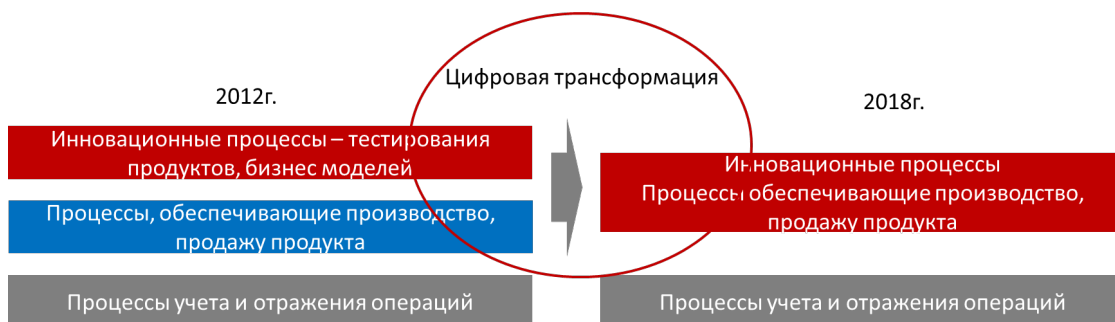 Цифровая трансформация
2012г.
2018г.
Инновационные процессы – тестирования
продуктов, бизнес моделей
Процессы, обеспечивающие производство,
продажу продукта
Процессы учета и отражения операций
Инновационные процессы
Процессы обеспечивающие производство,
продажу продукта
Процессы учета и отражения операций